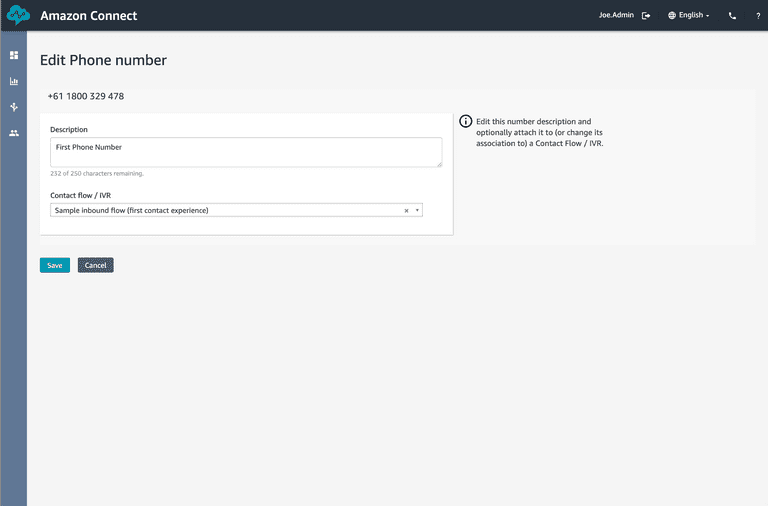 Amazon Connect
Joe.Admin
English
?
Edit Phone number
+61 1800 329 478
Description
First Phone Number
232 of 250 characters remaining.
Contact flow / IVR
Sample inbound flow (first contact experience)
Edit this number description and
optionally attach it to (or change its
association to) a Contact Flow / IVR.
Save Cancel